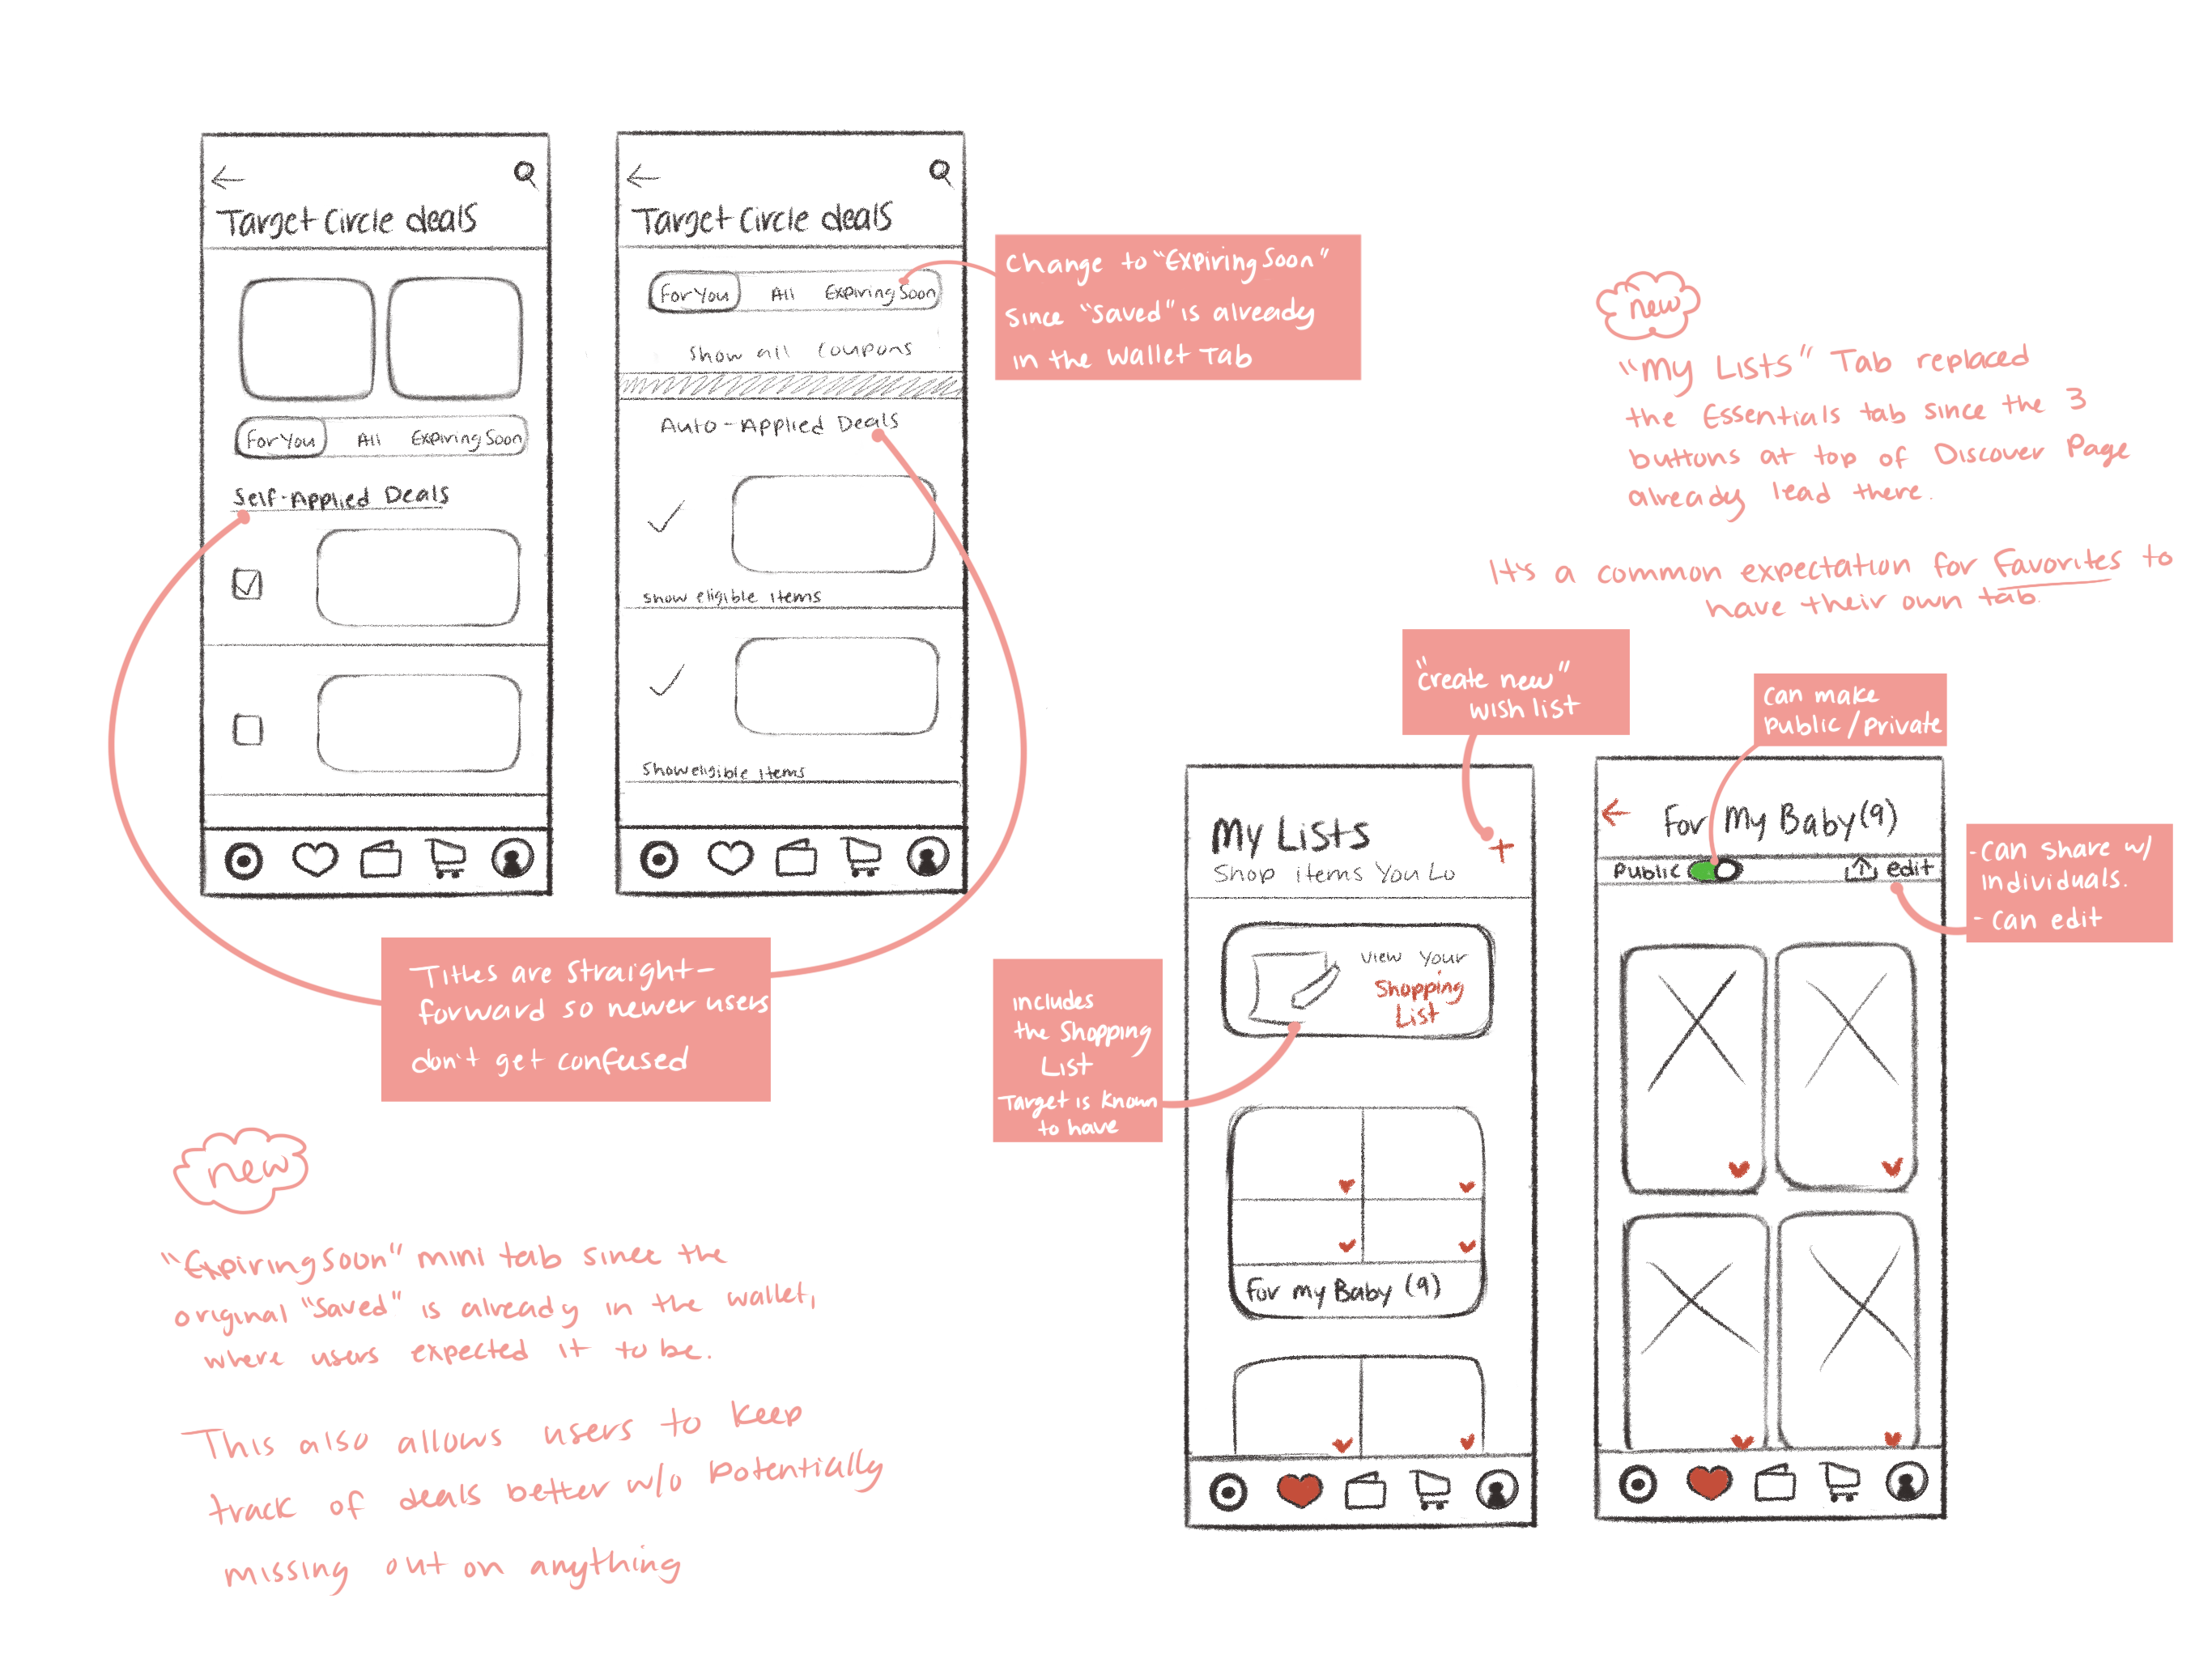 Target Circle deals
For You All Expiring Soon
Self-Applied Deals
Target Circle deals
For You All Expiring Soon
Show all coupons
Auto-Applied Deals
show eligible items
Show eligible items
Change to "Expiring Soon"
since "Saved" is already
in the Wallet Tab
Titles are straight-
forward so newer users
don't get confused
new
"Expiring Soon" mini tab since the
original "Saved" is already in the wallet,
where users expected it to be.
This also allows users to keep
track of deals better w/o potentially
missing out on anything
new
"My Lists" Tab replaced
the Essentials tab since the 3
buttons at top of Discover Page
already lead there.
It's a common expectation for Favorites to
have their own tab.
"create new"
wish list
can make
public/private
My Lists
+
Shop items You Lo
View Your
Shopping
List
includes
the Shopping
List
Target is known
to have
For my Baby (9)
For My Baby (9)
Public edit
- Can share w/
individuals.
- can edit